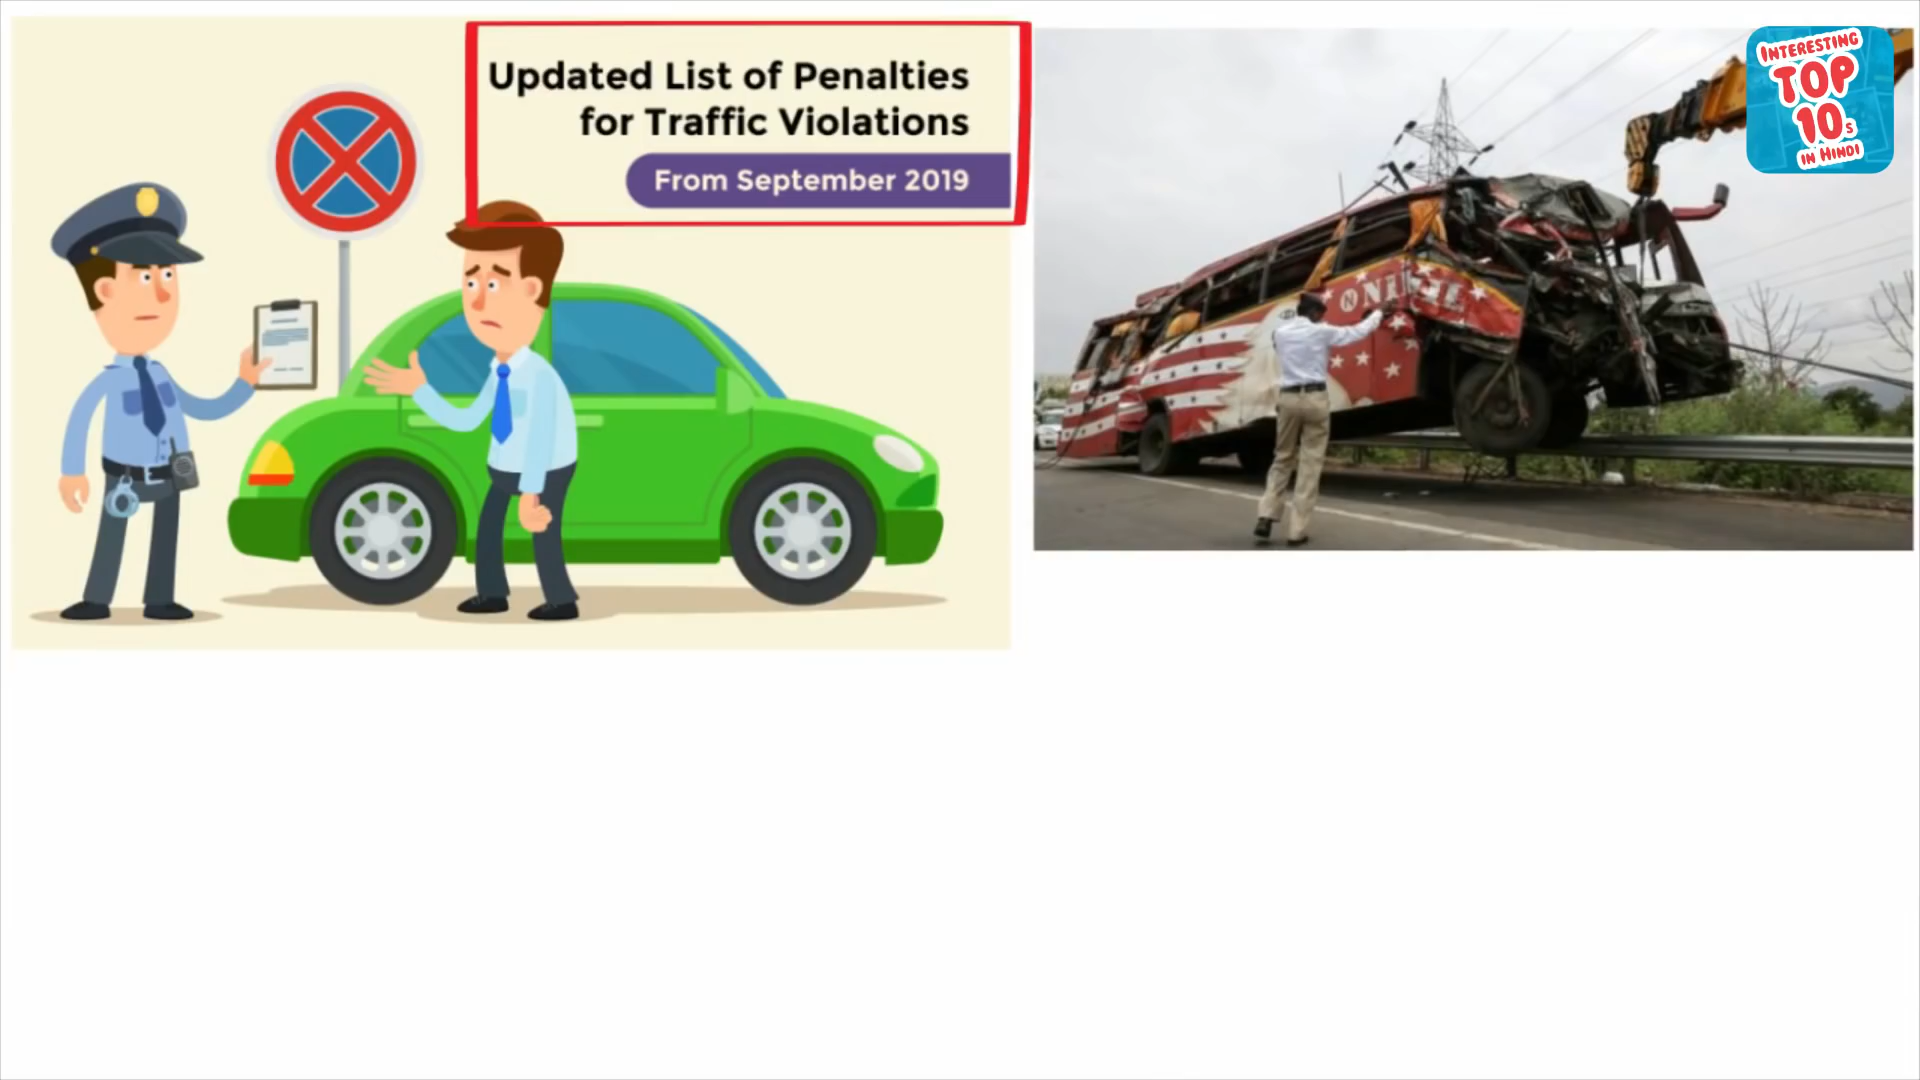 Updated List of Penalties
for Traffic Violations
From September 2019
INTERESTING
TOP
10s
IN HINDI